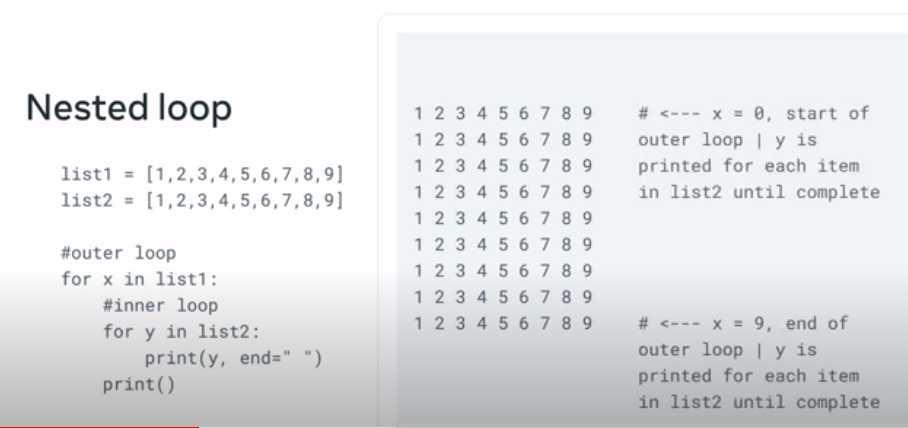 Nested loop
list1 = [1,2,3,4,5,6,7,8,9]
list2 = [1,2,3,4,5,6,7,8,9]
#outer loop
for x in list1:
    #inner loop
    for y in list2:
        print(y, end=" ")
    print()
1 2 3 4 5 6 7 8 9
1 2 3 4 5 6 7 8 9
1 2 3 4 5 6 7 8 9
1 2 3 4 5 6 7 8 9
1 2 3 4 5 6 7 8 9
1 2 3 4 5 6 7 8 9
1 2 3 4 5 6 7 8 9
1 2 3 4 5 6 7 8 9
1 2 3 4 5 6 7 8 9
# <--- x = 0, start of
outer loop | y is
printed for each item
in list2 until complete
# <--- x = 9, end of
outer loop | y is
printed for each item
in list2 until complete